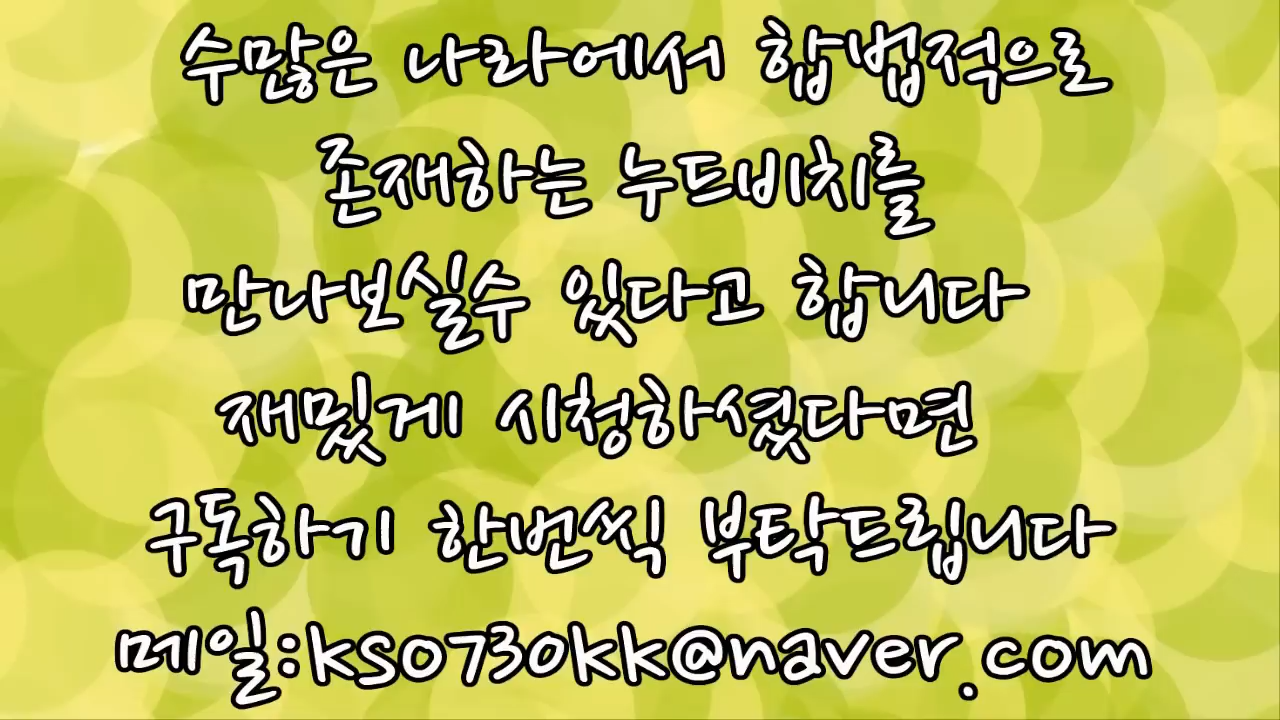 수많은 나라에서 합법적으로
존재하는 누드비치를
만나보실수 있다고 합니다
재밌게 시청하셨다면
구독하기 한번씩 부탁드립니다
메일:kso730kk@naver.com